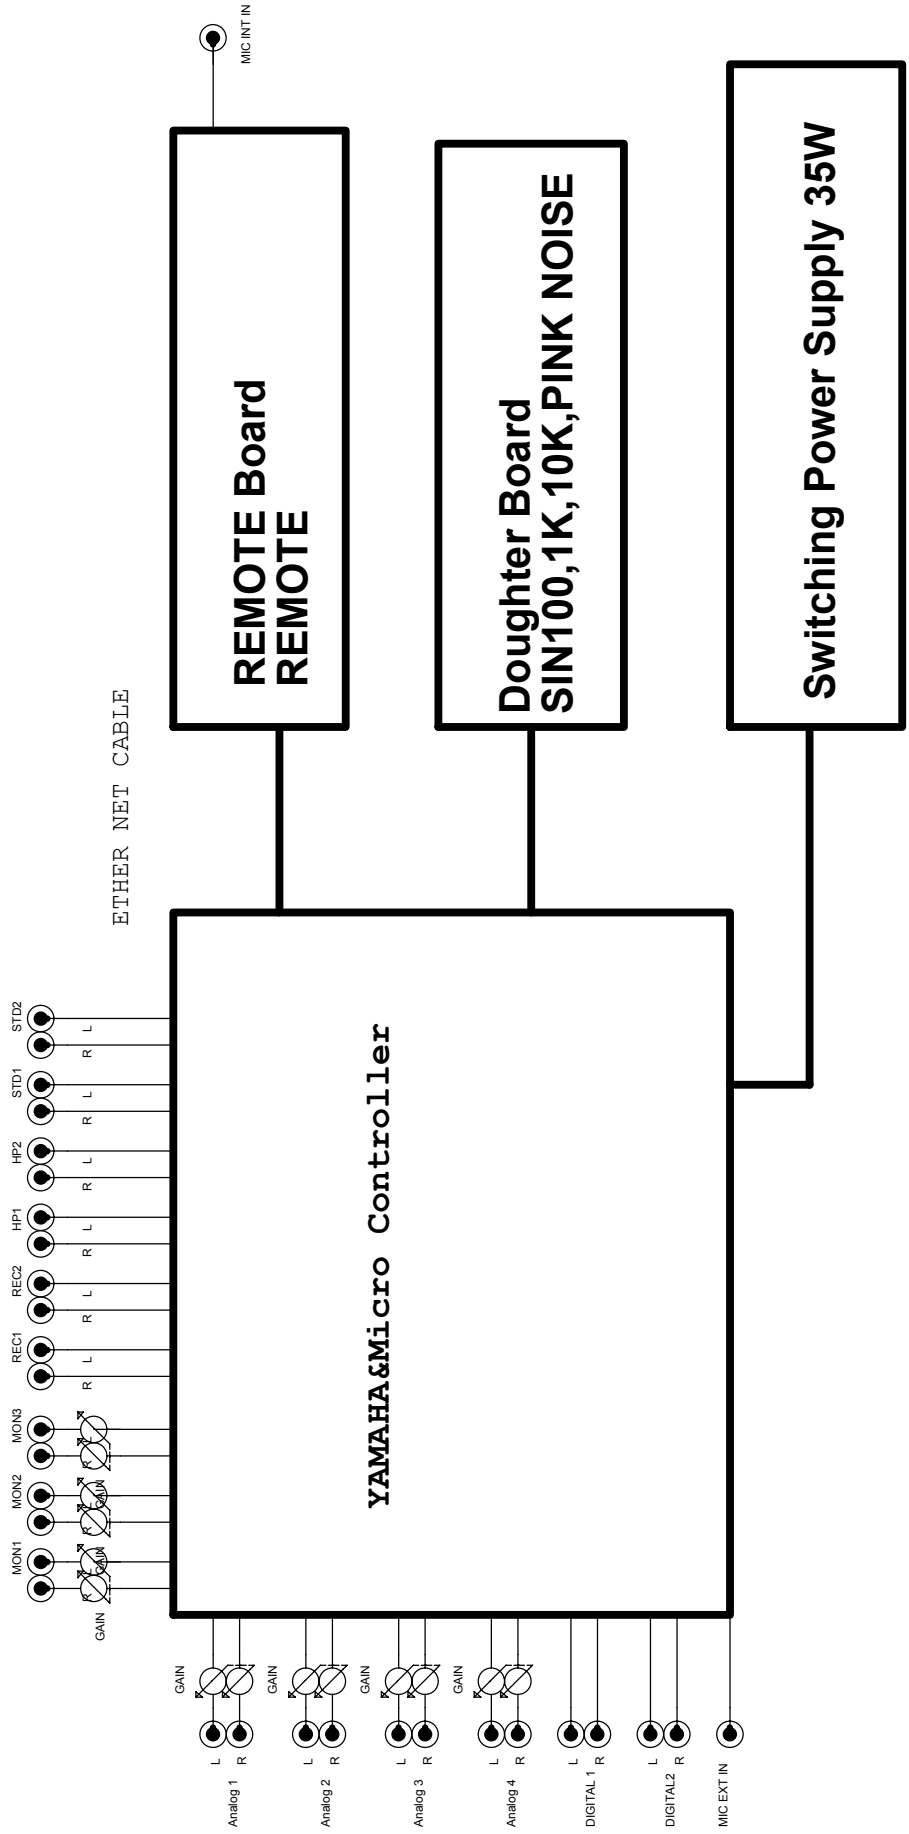 MON1 MON2 MON3 REC1 REC2 HP1 HP2 STD1 STD2
R L R L R L R L R L R L R L R L R L
GAIN GAIN GAIN
ETHER NET CABLE
GAIN
L
Analog 1
R
MIC INT IN
REMOTE Board
REMOTE
GAIN
L
Analog 2
R
YAMAHA&Micro Controller
GAIN
L
Analog 3
R
GAIN
L
Analog 4
R
Doughter Board
SIN100,1K,10K,PINK NOISE
L
DIGITAL 1
R
L
DIGITAL2
R
MIC EXT IN
Switching Power Supply 35W